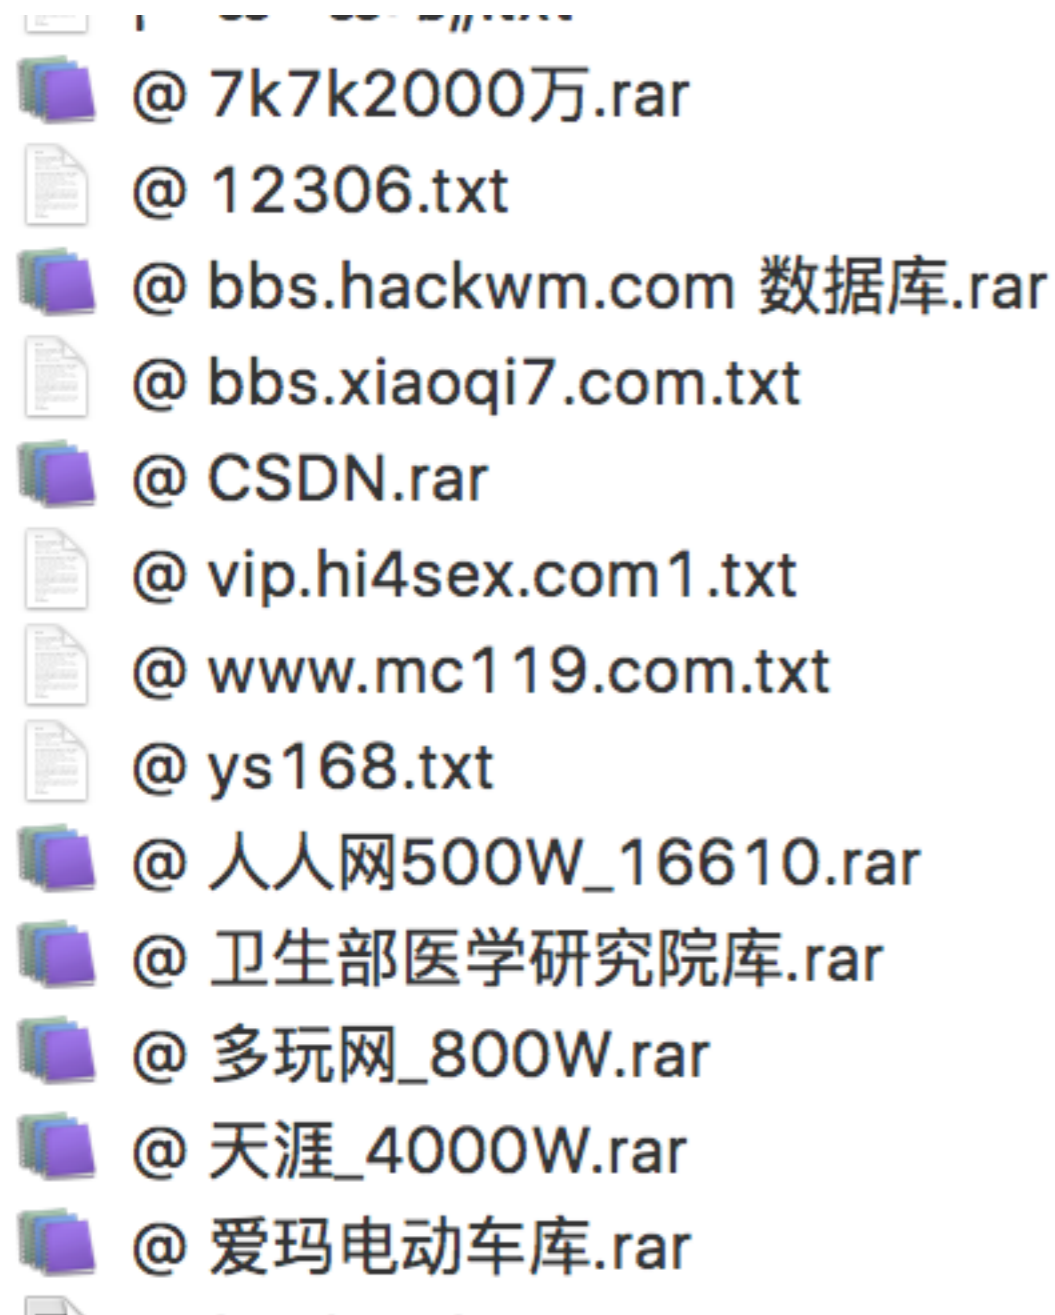 @ 7k7k2000万.rar
@ 12306.txt
@ bbs.hackwm.com 数据库.rar
@ bbs.xiaoqi7.com.txt
@ CSDN.rar
@ vip.hi4sex.com1.txt
@ www.mc119.com.txt
@ ys168.txt
@ 人人网500W_16610.rar
@ 卫生部医学研究院库.rar
@ 多玩网_800W.rar
@ 天涯_4000W.rar
@ 爱玛电动车库.rar